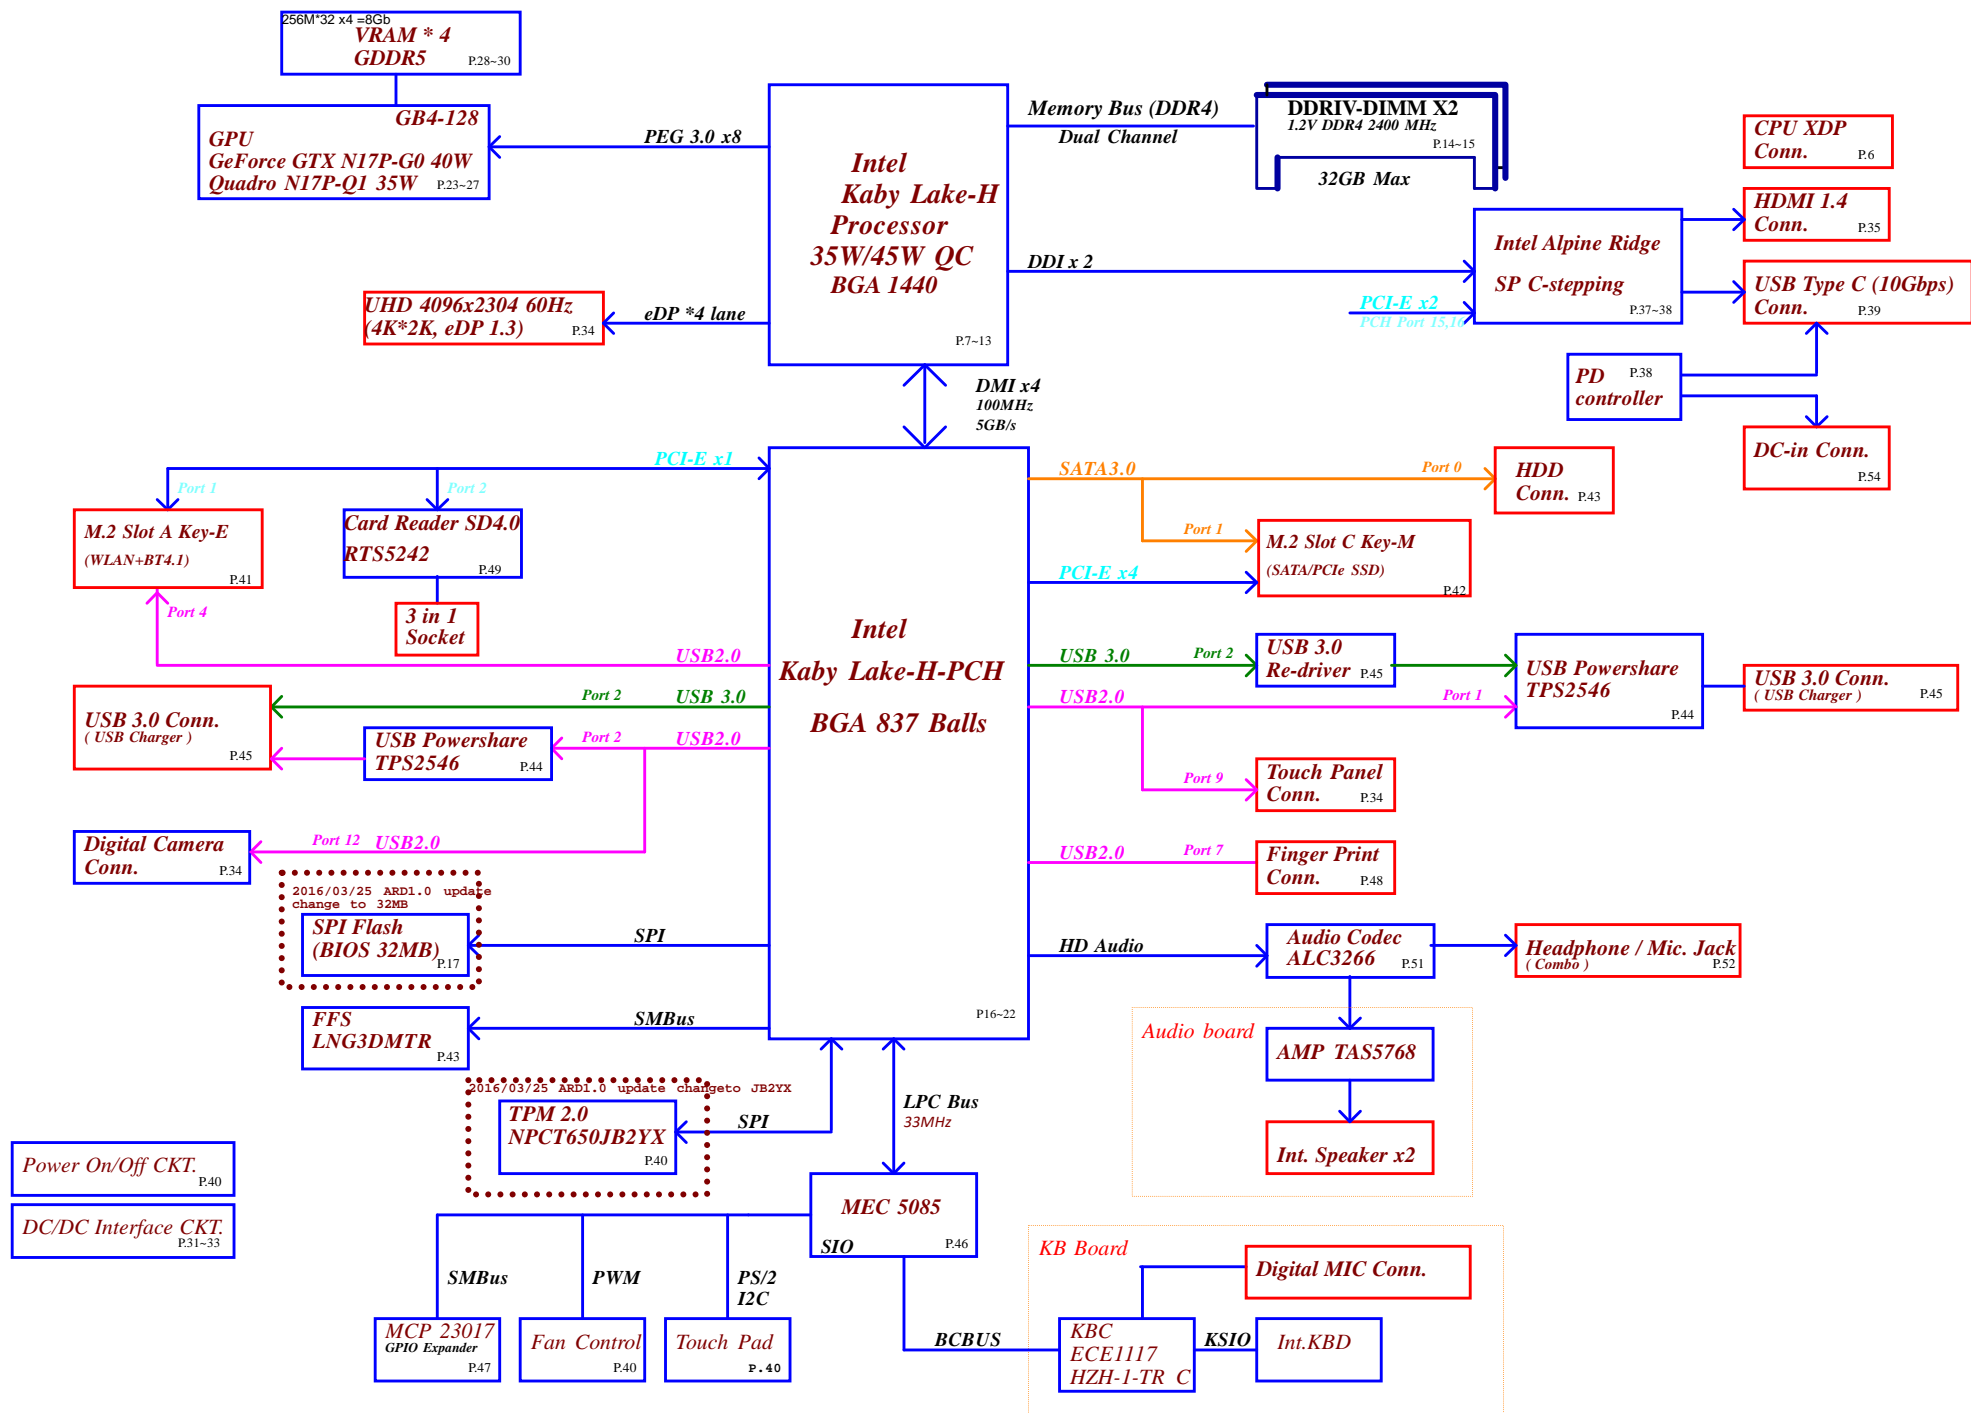 256M*32 x4 =8Gb
VRAM * 4
GDDR5
P.28~30
GB4-128
GPU
GeForce GTX N17P-G0 40W
Quadro N17P-Q1 35W
P.23~27
PEG 3.0 x8
Intel
Kaby Lake-H
Processor
35W/45W QC
BGA 1440
P.7~13
Memory Bus (DDR4)
Dual Channel
DDRIV-DIMM X2
1.2V DDR4 2400 MHz
P.14~15
32GB Max
CPU XDP
Conn.
P.6
HDMI 1.4
Conn.
P.35
Intel Alpine Ridge
SP C-stepping
P.37~38
DDI x 2
PCI-E x2
PCH Port 15,16
USB Type C (10Gbps)
Conn.
P.39
UHD 4096x2304 60Hz
(4K*2K, eDP 1.3)
P.34
eDP *4 lane
PD
controller
P.38
DC-in Conn.
P.54
DMI x4
100MHz
5GB/s
PCI-E x1
Port 1
Port 2
M.2 Slot A Key-E
(WLAN+BT4.1)
P.41
Card Reader SD4.0
RTS5242
P.49
3 in 1
Socket
Port 4
USB2.0
SATA3.0
Port 0
HDD
Conn.
P.43
Port 1
M.2 Slot C Key-M
(SATA/PCIe SSD)
P.42
PCI-E x4
Intel
Kaby Lake-H-PCH
BGA 837 Balls
P16~22
USB 3.0
Port 2
USB 3.0
Re-driver
P.45
USB Powershare
TPS2546
P.44
USB 3.0 Conn.
( USB Charger )
P.45
USB2.0
Port 1
Port 2
USB 3.0
USB 3.0 Conn.
( USB Charger )
P.45
USB Powershare
TPS2546
P.44
Port 2
USB2.0
Port 9
Touch Panel
Conn.
P.34
Digital Camera
Conn.
P.34
Port 12
USB2.0
USB2.0
Port 7
Finger Print
Conn.
P.48
2016/03/25 ARD1.0 update
change to 32MB
SPI Flash
(BIOS 32MB)
P.17
SPI
HD Audio
Audio Codec
ALC3266
P.51
Headphone / Mic. Jack
( Combo )
P.52
FFS
LNG3DMTR
P.43
SMBus
Audio board
AMP TAS5768
Int. Speaker x2
2016/03/25 ARD1.0 update changeto JB2YX
TPM 2.0
NPCT650JB2YX
P.40
SPI
LPC Bus
33MHz
Power On/Off CKT.
P.40
DC/DC Interface CKT.
P.31~33
MEC 5085
SIO
P.46
SMBus
PWM
PS/2
I2C
MCP 23017
GPIO Expander
P.47
Fan Control
P.40
Touch Pad
P.40
BCBUS
KB Board
Digital MIC Conn.
KBC
ECE1117
HZH-1-TR C
KSIO
Int.KBD